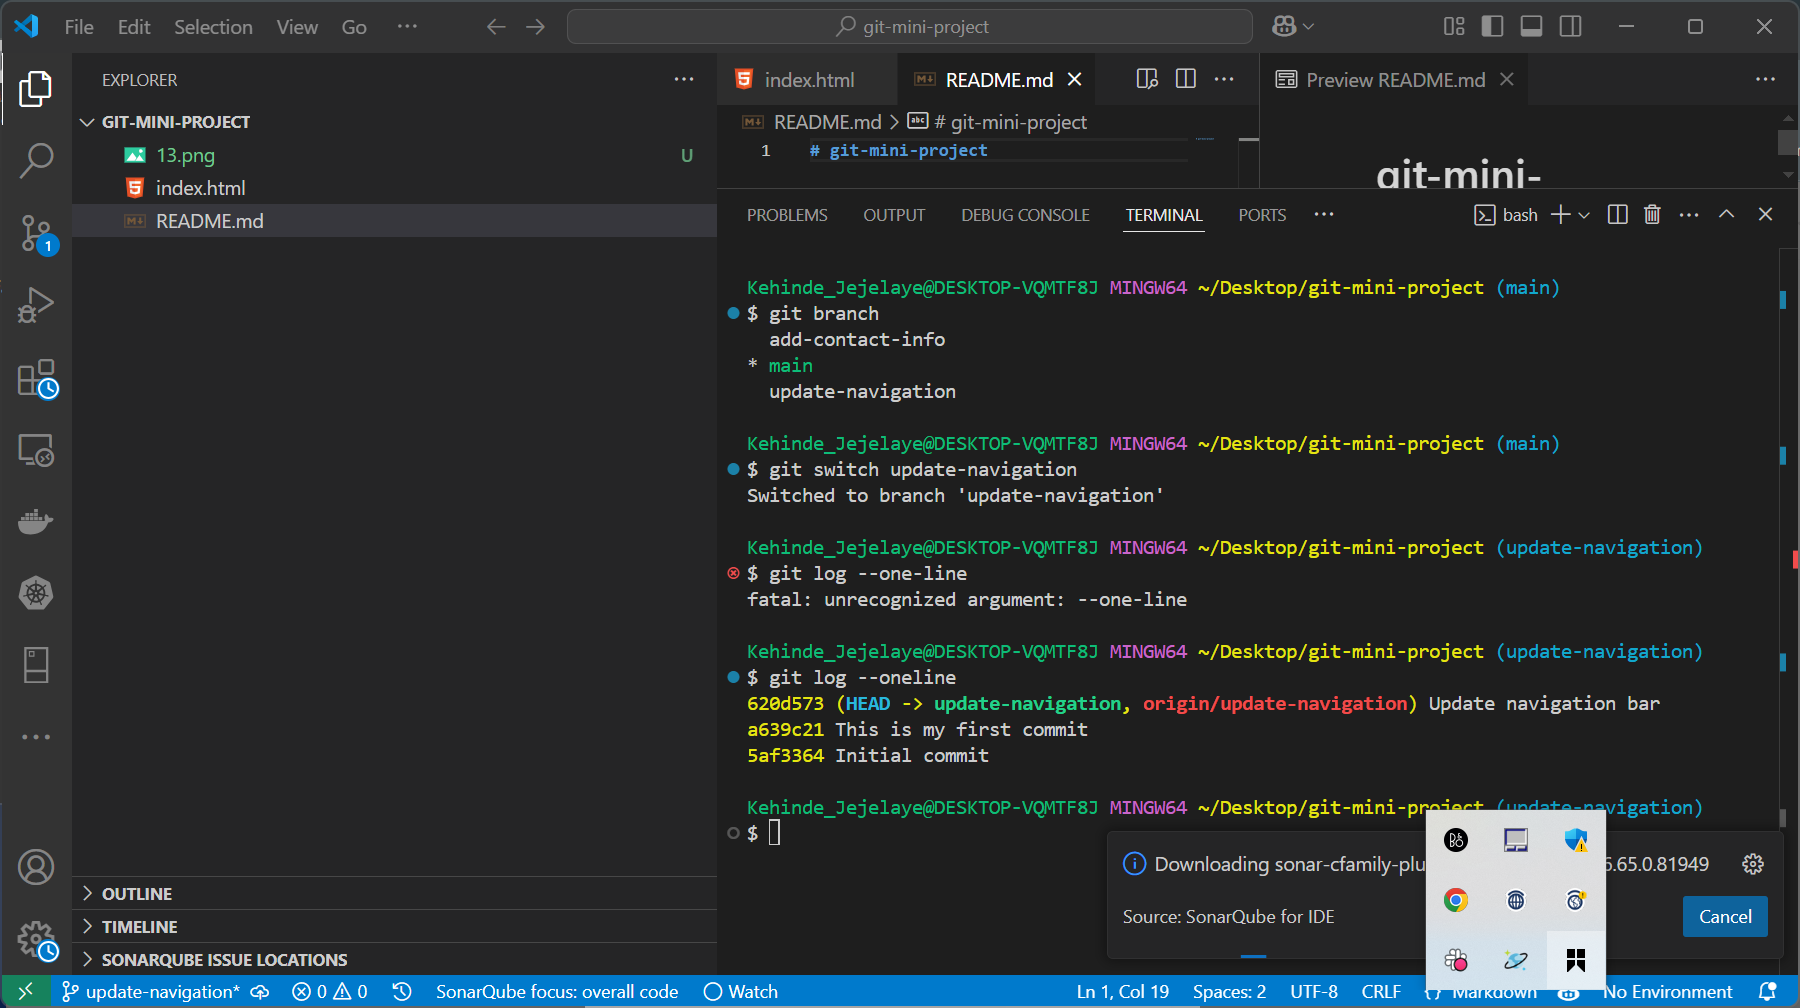 File Edit Selection View Go ··· git-mini-project
EXPLORER
GIT-MINI-PROJECT
13.png U
index.html
README.md
1
index.html README.md Preview README.md
README.md > # git-mini-project
1 # git-mini-project
git-mini-
PROBLEMS OUTPUT DEBUG CONSOLE TERMINAL PORTS ··· bash
Kehinde_Jejelaye@DESKTOP-VQMTF8J MINGW64 ~/Desktop/git-mini-project (main)
$ git branch
add-contact-info
* main
update-navigation
Kehinde_Jejelaye@DESKTOP-VQMTF8J MINGW64 ~/Desktop/git-mini-project (main)
$ git switch update-navigation
Switched to branch 'update-navigation'
Kehinde_Jejelaye@DESKTOP-VQMTF8J MINGW64 ~/Desktop/git-mini-project (update-navigation)
$ git log --one-line
fatal: unrecognized argument: --one-line
Kehinde_Jejelaye@DESKTOP-VQMTF8J MINGW64 ~/Desktop/git-mini-project (update-navigation)
$ git log --oneline
620d573 (HEAD -> update-navigation, origin/update-navigation) Update navigation bar
a639c21 This is my first commit
5af3364 Initial commit
Kehinde_Jejelaye@DESKTOP-VQMTF8J MINGW64 ~/Desktop/git-mini-project (update-navigation)
$
Downloading sonar-cfamily-plu 6.65.0.81949
Source: SonarQube for IDE
Cancel
OUTLINE
TIMELINE
SONARQUBE ISSUE LOCATIONS
update-navigation* 0 0 SonarQube focus: overall code Watch Ln 1, Col 19 Spaces: 2 UTF-8 CRLF {} Markdown No Environment